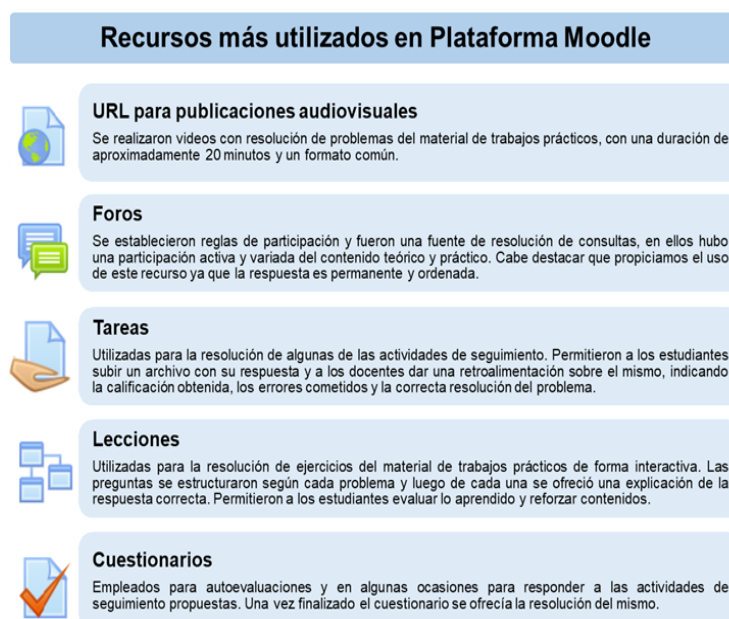 Recursos más utilizados en Plataforma Moodle
URL para publicaciones audiovisuales
Se realizaron videos con resolución de problemas del material de trabajos prácticos, con una duración de
aproximadamente 20 minutos y un formato común.
Foros
Se establecieron reglas de participación y fueron una fuente de resolución de consultas, en ellos hubo
una participación activa y variada del contenido teórico y práctico. Cabe destacar que propiciamos el uso
de este recurso ya que la respuesta es permanente y ordenada.
Tareas
Utilizadas para la resolución de algunas de las actividades de seguimiento. Permitieron a los estudiantes
subir un archivo con su respuesta y a los docentes dar una retroalimentación sobre el mismo, indicando
la calificación obtenida, los errores cometidos y la correcta resolución del problema.
Lecciones
Utilizadas para la resolución de ejercicios del material de trabajos prácticos de forma interactiva. Las
preguntas se estructuraron según cada problema y luego de cada una se ofreció una explicación de la
respuesta correcta. Permitieron a los estudiantes evaluar lo aprendido y reforzar contenidos.
Cuestionarios
Empleados para autoevaluaciones y en algunas ocasiones para responder a las actividades de
seguimiento propuestas. Una vez finalizado el cuestionario se ofrecía la resolución del mismo.